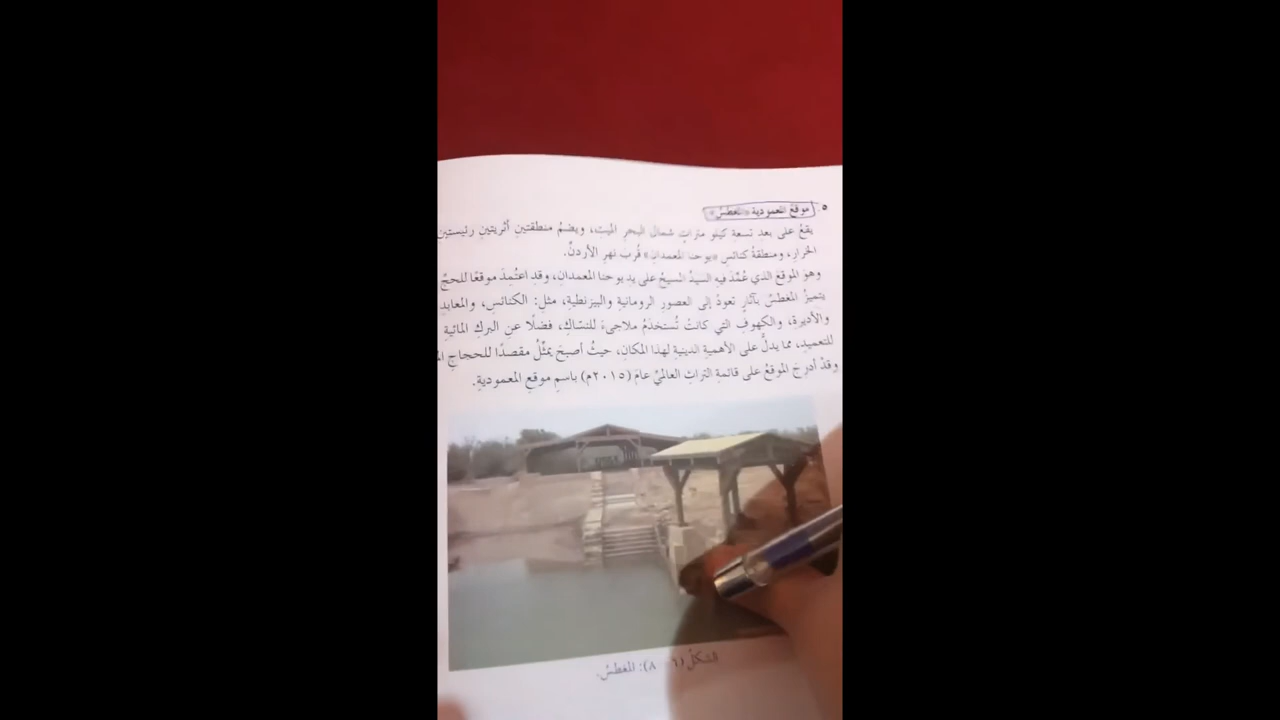 ٥. موقع المعمودية «المغطس»
يقعُ على بعدِ تسعةِ كيلو متراتٍ شمالَ البحرِ الميت، ويضمُ منطقتينِ أثريتينِ رئيستينِ
الخرارِ، ومنطقةُ كنائسِ «يوحنا المعمدانِ» قُربَ نهرِ الأردنِّ.
وهو الموقعُ الذي عُمِّدَ فيهِ السيدُ المسيحُ على يدِ يوحنا المعمدانِ، وقد اعتُمِدَ موقعًا للحجِّ
يتميزُ المغطسُ بآثارٍ تعودُ إلى العصورِ الرومانيةِ والبيزنطيةِ، مثلِ: الكنائسِ، والمعابدِ
والأديرةِ، والكهوفِ التي كانتْ تُستخدَمُ ملاجئَ للنسّاكِ، فضلًا عنِ البركِ المائيةِ
للتعميدِ، مما يدلُّ على الأهميةِ الدينيةِ لهذا المكانِ، حيثُ أصبحَ يمثِّلُ مقصدًا للحجاجِ
وقدْ أُدرجَ الموقعُ على قائمةِ التراثِ العالميِّ عامَ (٢٠١٥م) باسمِ موقعِ المعموديةِ.
الشكلُ (٦ - ٨): المغطسُ.